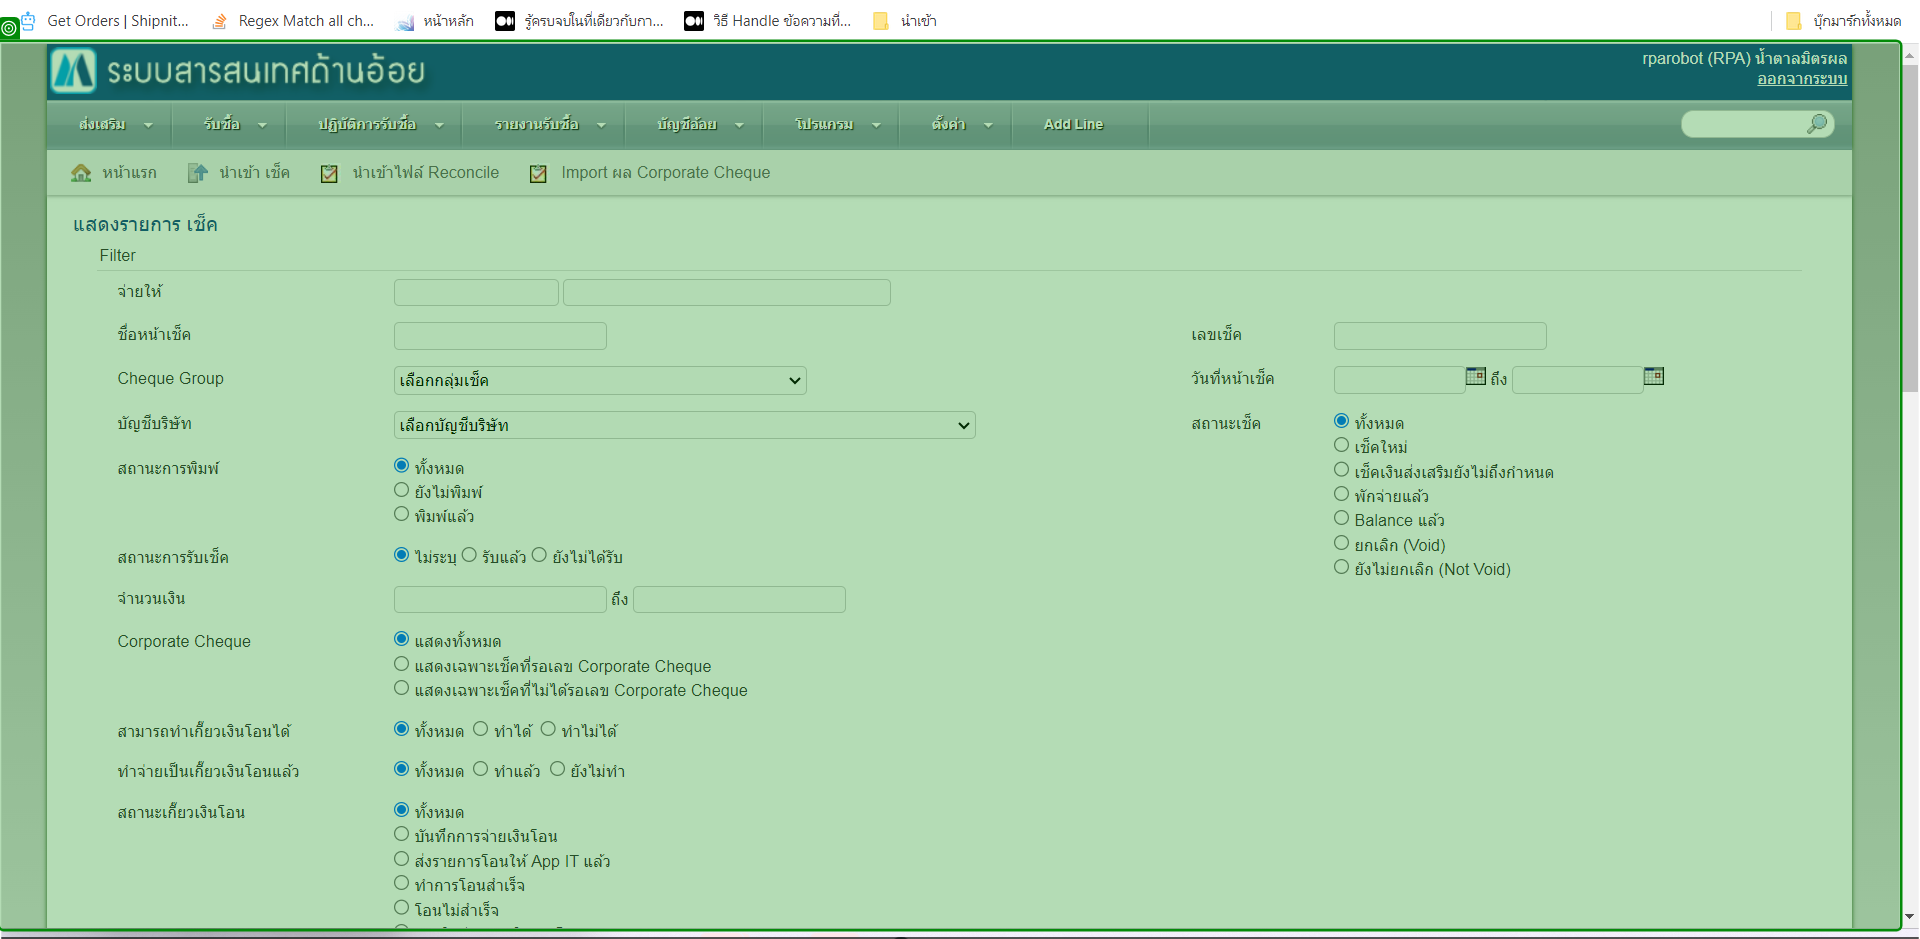 Get Orders | Shipnit... Regex Match all ch... หน้าหลัก รู้ครบจบในที่เดียวกับกา... วิธี Handle ข้อความที่... นำเข้า บุ๊กมาร์กทั้งหมด
ระบบสารสนเทศด้านอ้อย
rparobot (RPA) น้ำตาลมิตรผล
ออกจากระบบ
ส่งเสริม รับซื้อ ปฏิบัติการรับซื้อ รายงานรับซื้อ บัญชีอ้อย โปรแกรม ตั้งค่า Add Line
หน้าแรก นำเข้า เช็ค นำเข้าไฟล์ Reconcile Import ผล Corporate Cheque
แสดงรายการ เช็ค
Filter
จ่ายให้
ชื่อหน้าเช็ค เลขเช็ค
Cheque Group เลือกกลุ่มเช็ค วันที่หน้าเช็ค ถึง
บัญชีบริษัท เลือกบัญชีบริษัท สถานะเช็ค ทั้งหมด
เช็คใหม่
เช็คเงินส่งเสริมยังไม่ถึงกำหนด
พักจ่ายแล้ว
Balance แล้ว
ยกเลิก (Void)
ยังไม่ยกเลิก (Not Void)
สถานะการพิมพ์ ทั้งหมด
ยังไม่พิมพ์
พิมพ์แล้ว
สถานะการรับเช็ค ไม่ระบุ รับแล้ว ยังไม่ได้รับ
จำนวนเงิน ถึง
Corporate Cheque แสดงทั้งหมด
แสดงเฉพาะเช็คที่รอเลข Corporate Cheque
แสดงเฉพาะเช็คที่ไม่ได้รอเลข Corporate Cheque
สามารถทำเกี๊ยวเงินโอนได้ ทั้งหมด ทำได้ ทำไม่ได้
ทำจ่ายเป็นเกี๊ยวเงินโอนแล้ว ทั้งหมด ทำแล้ว ยังไม่ทำ
สถานะเกี๊ยวเงินโอน ทั้งหมด
บันทึกการจ่ายเงินโอน
ส่งรายการโอนให้ App IT แล้ว
ทำการโอนสำเร็จ
โอนไม่สำเร็จ